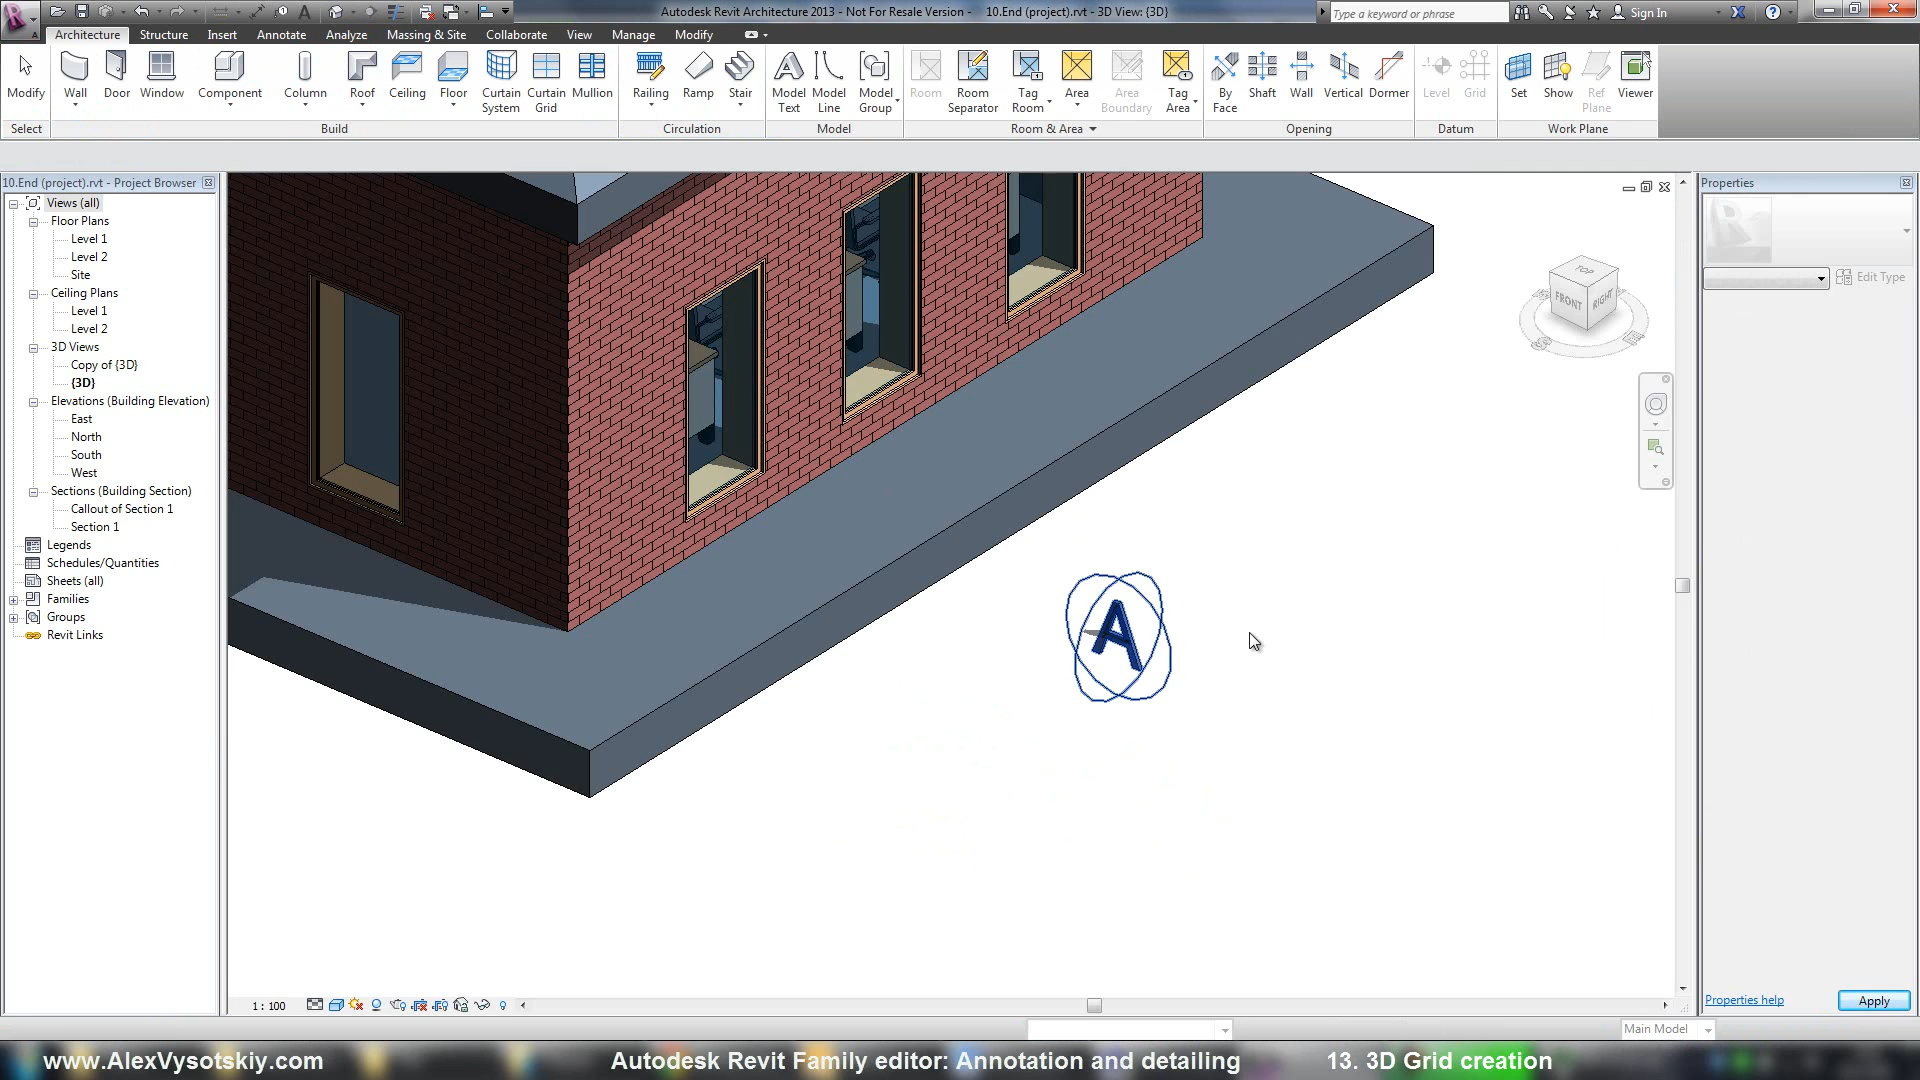 Autodesk Revit Architecture 2013 - Not For Resale Version - 10.End (project).rvt - 3D View: {3D}
Type a keyword or phrase
Sign In
Architecture Structure Insert Annotate Analyze Massing & Site Collaborate View Manage Modify
Modify Wall Door Window Component Column Roof Ceiling Floor Curtain System Curtain Grid Mullion Railing Ramp Stair Model Text Model Line Model Group Room Room Separator Tag Room Area Area Boundary Tag Area By Face Shaft Wall Vertical Dormer Level Grid Set Show Ref Plane Viewer
Select Build Circulation Model Room & Area Opening Datum Work Plane
10.End (project).rvt - Project Browser
Properties
Views (all)
Floor Plans
Level 1
Level 2
Site
Ceiling Plans
Level 1
Level 2
3D Views
Copy of {3D}
{3D}
Elevations (Building Elevation)
East
North
South
West
Sections (Building Section)
Callout of Section 1
Section 1
Legends
Schedules/Quantities
Sheets (all)
Families
Groups
Revit Links
TOP
FRONT RIGHT
Edit Type
A
1 : 100
Properties help
Apply
Main Model
www.AlexVysotskiy.com Autodesk Revit Family editor: Annotation and detailing 13. 3D Grid creation